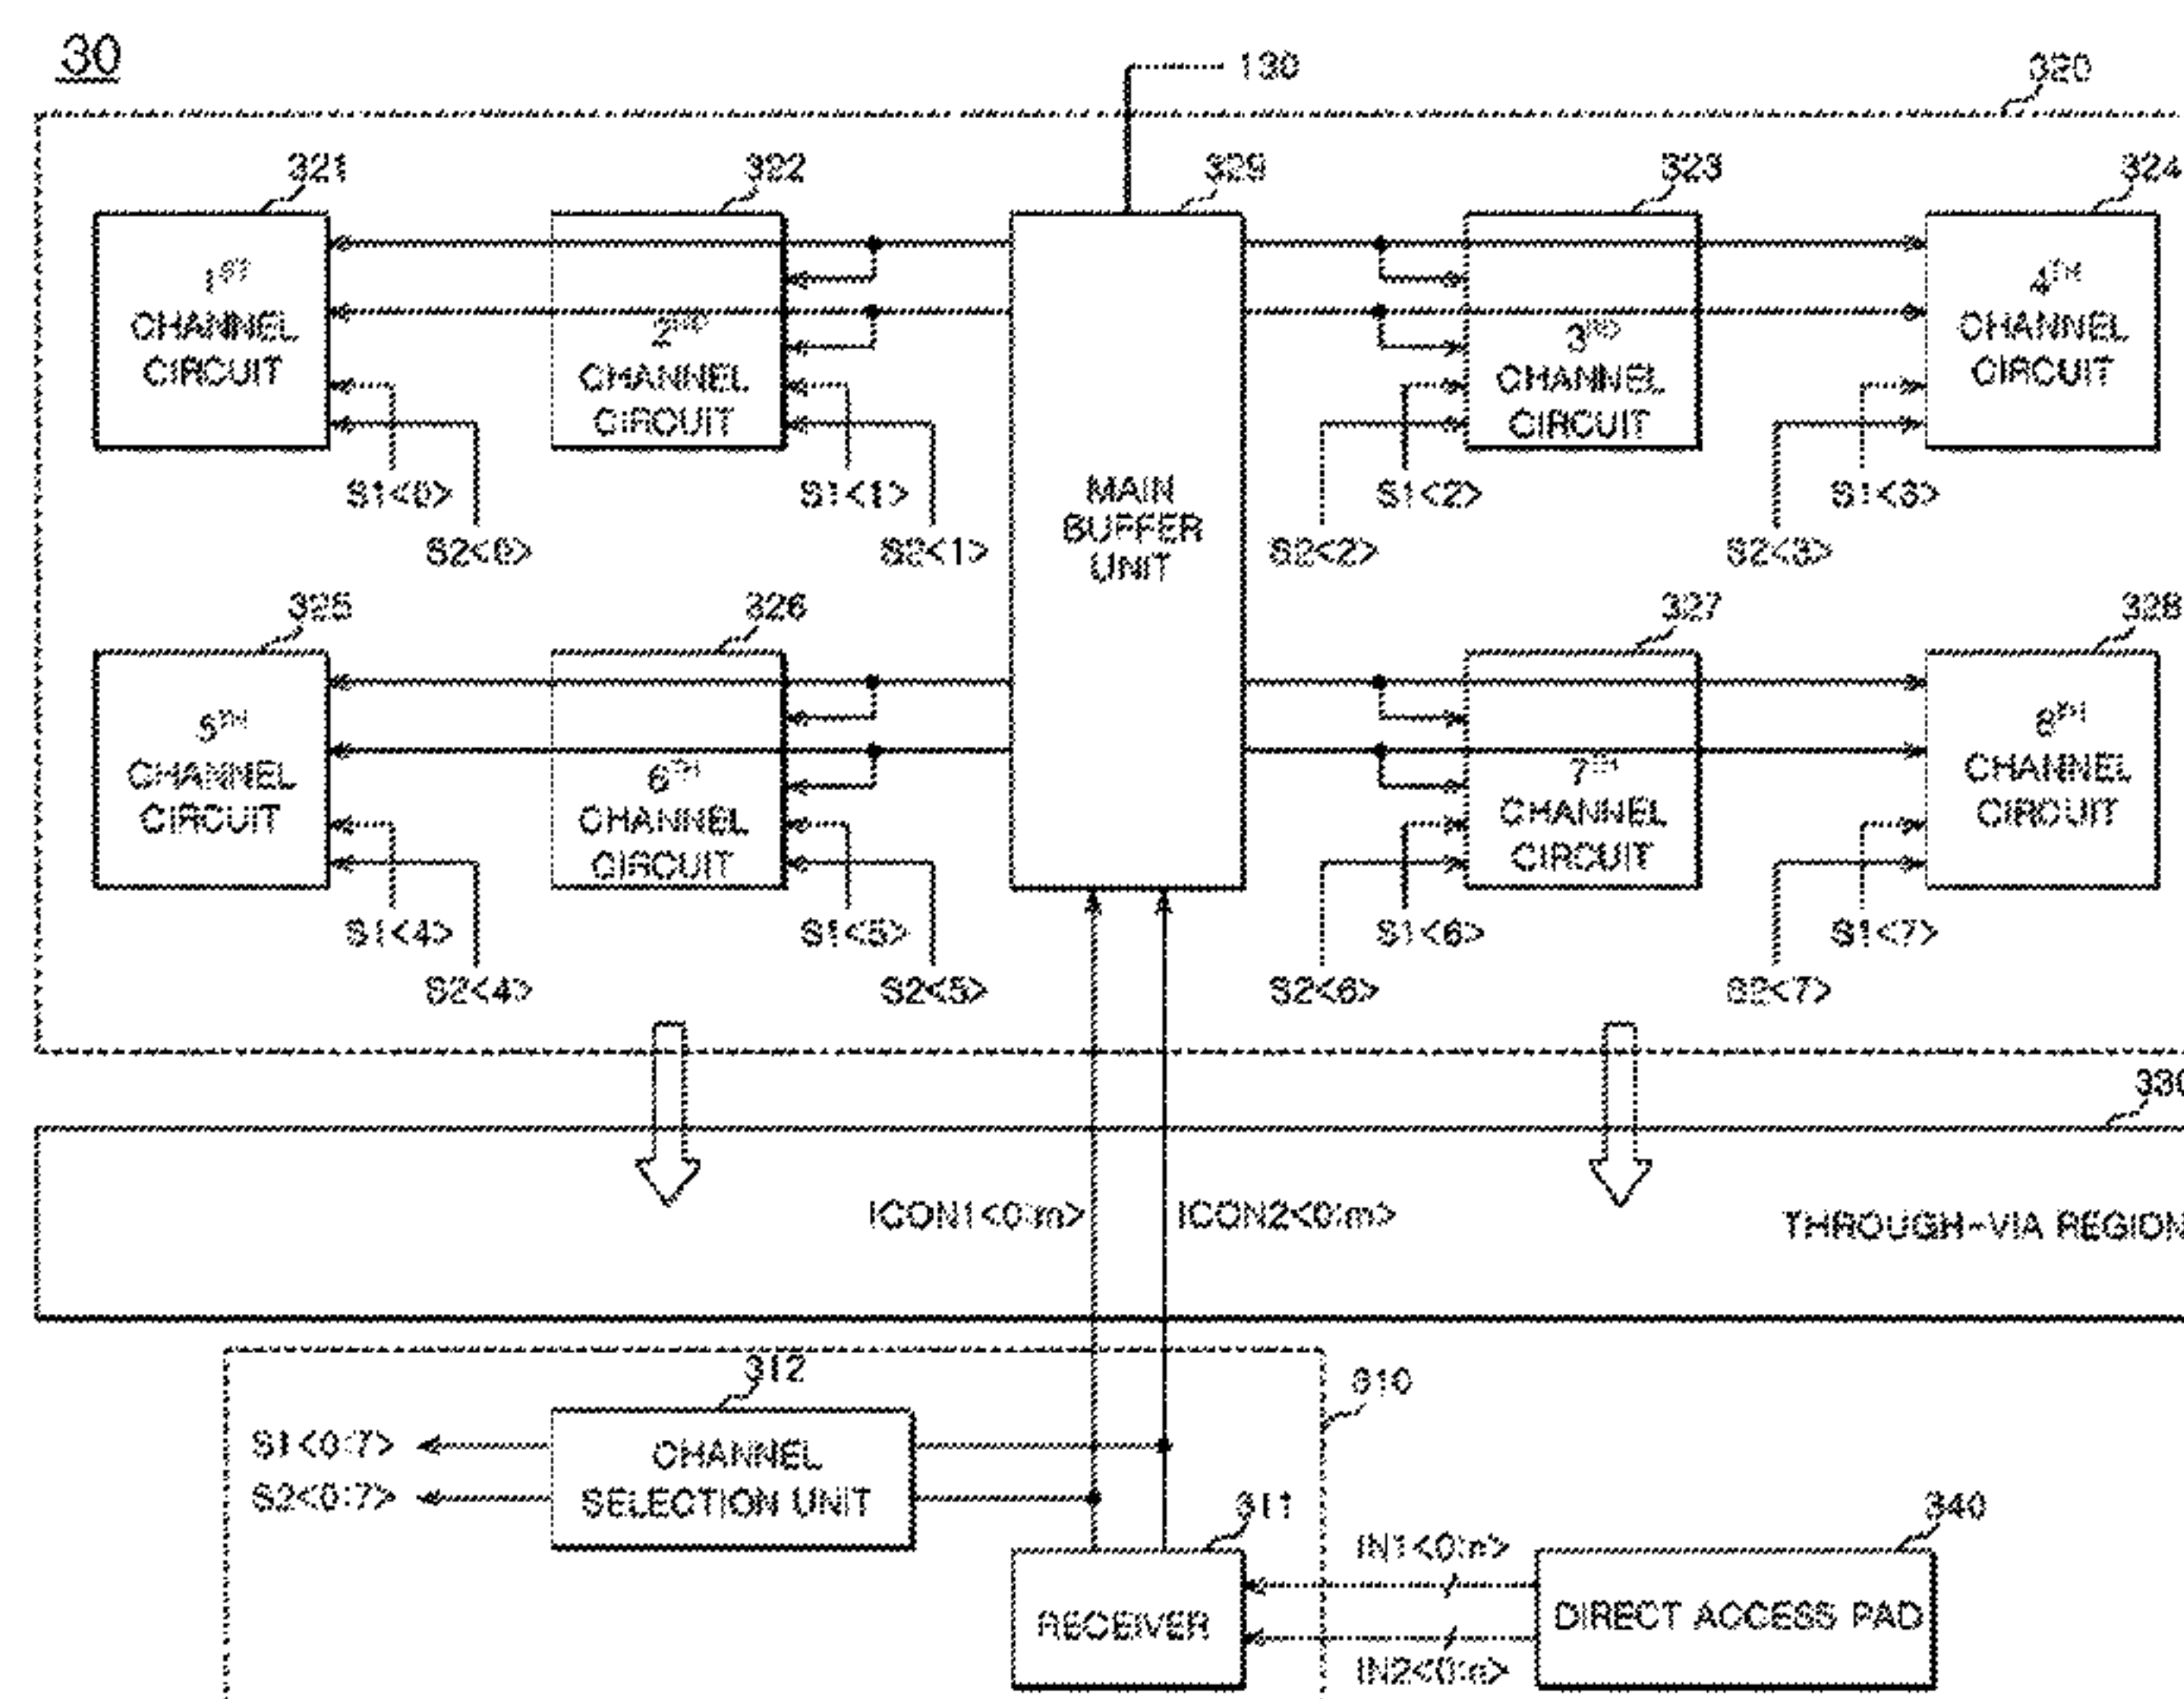 30
130
320
321
322
329
323
324
1ST
CHANNEL
CIRCUIT
2ND
CHANNEL
CIRCUIT
MAIN
BUFFER
UNIT
3RD
CHANNEL
CIRCUIT
4TH
CHANNEL
CIRCUIT
S1<0>
S2<0>
S1<1>
S2<1>
S1<2>
S2<2>
S1<3>
S2<3>
325
326
327
328
5TH
CHANNEL
CIRCUIT
6TH
CHANNEL
CIRCUIT
7TH
CHANNEL
CIRCUIT
8TH
CHANNEL
CIRCUIT
S1<4>
S2<4>
S1<5>
S2<5>
S1<6>
S2<6>
S1<7>
S2<7>
330
ICON1<0:m>
ICON2<0:m>
THROUGH-VIA REGION
312
310
S1<0:7>
S2<0:7>
CHANNEL
SELECTION UNIT
311
RECEIVER
IN1<0:n>
IN2<0:n>
340
DIRECT ACCESS PAD